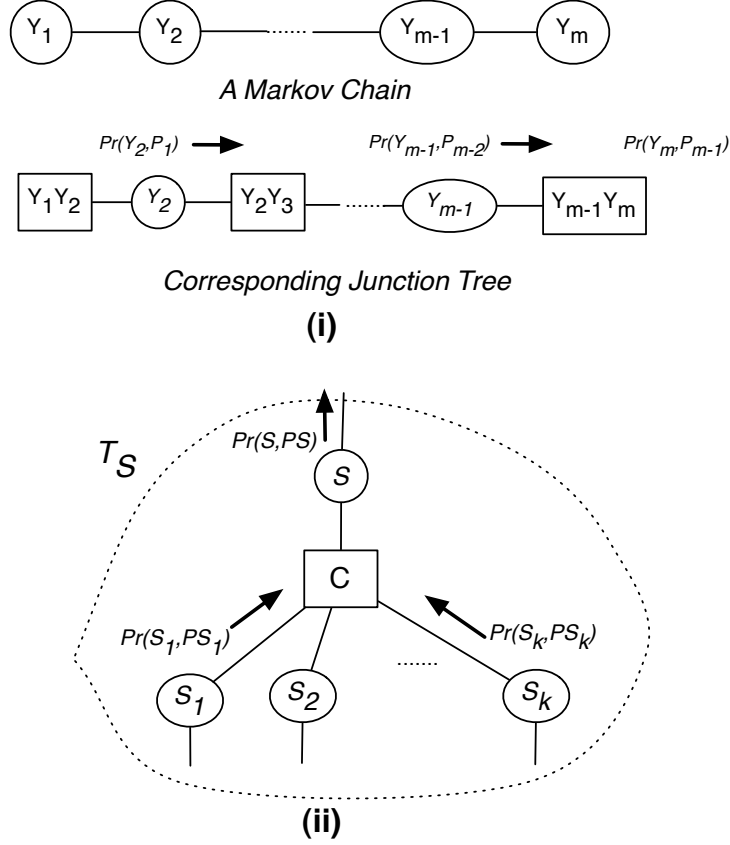 Y1 Y2 ...... Ym-1 Ym
A Markov Chain
Pr(Y2,P1) Pr(Ym-1,Pm-2) Pr(Ym,Pm-1)
Y1Y2 Y2 Y2Y3 ...... Ym-1 Ym-1Ym
Corresponding Junction Tree
(i)
TS
Pr(S,PS)
S
C
Pr(S1,PS1) Pr(Sk,PSk)
......
S1 S2 Sk
(ii)